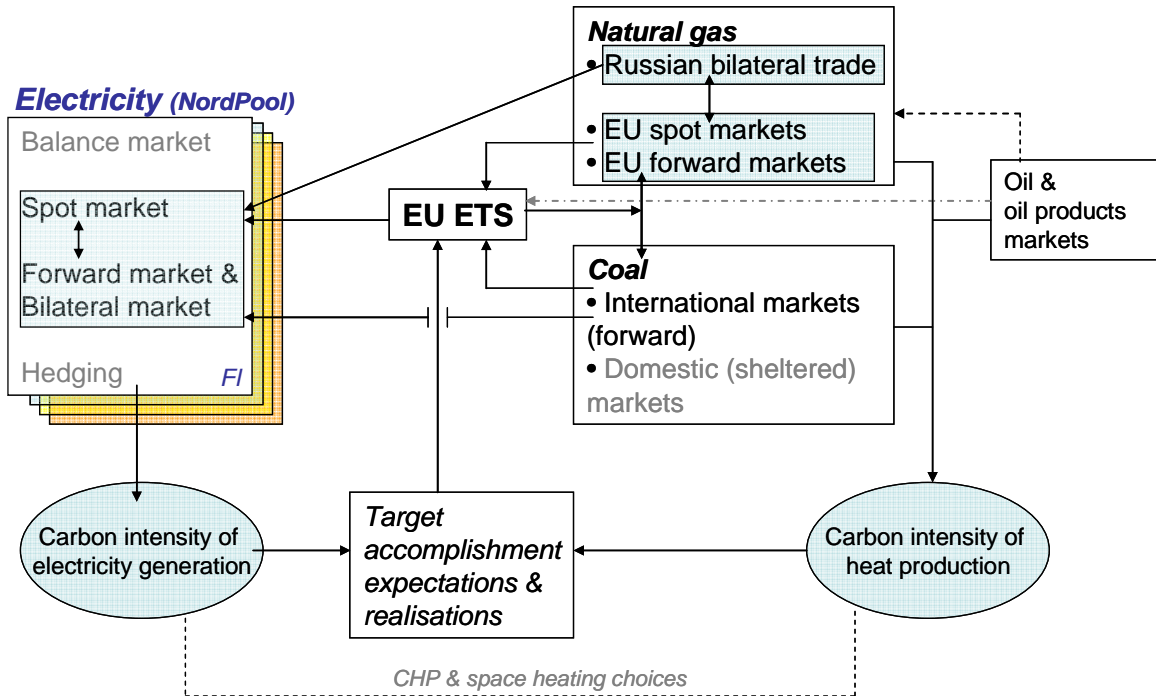 Natural gas
• Russian bilateral trade
• EU spot markets
• EU forward markets
Electricity (NordPool)
Balance market
Spot market
Forward market &
Bilateral market
Hedging
FI
EU ETS
Oil &
oil products
markets
Coal
• International markets
(forward)
• Domestic (sheltered)
markets
Carbon intensity of
electricity generation
Target
accomplishment
expectations &
realisations
Carbon intensity of
heat production
CHP & space heating choices